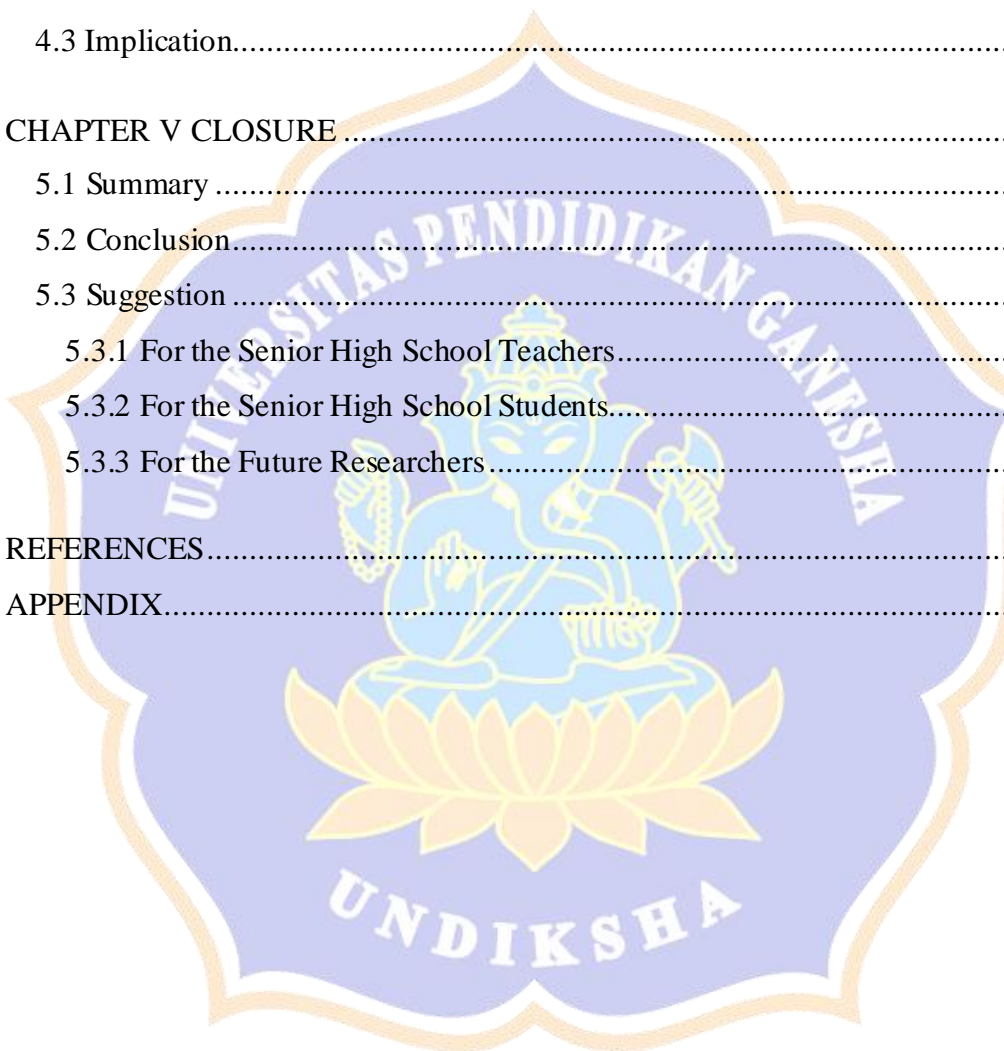 4.3 Implication..........................................................................................
CHAPTER V CLOSURE ..........................................................................
5.1 Summary ............................................................................................
5.2 Conclusion..........................................................................................
5.3 Suggestion ..........................................................................................
5.3.1 For the Senior High School Teachers.............................................
5.3.2 For the Senior High School Students..............................................
5.3.3 For the Future Researchers ............................................................
REFERENCES..........................................................................................
APPENDIX................................................................................................
UNIVERSITAS PENDIDIKAN GANESHA
UNDIKSHA